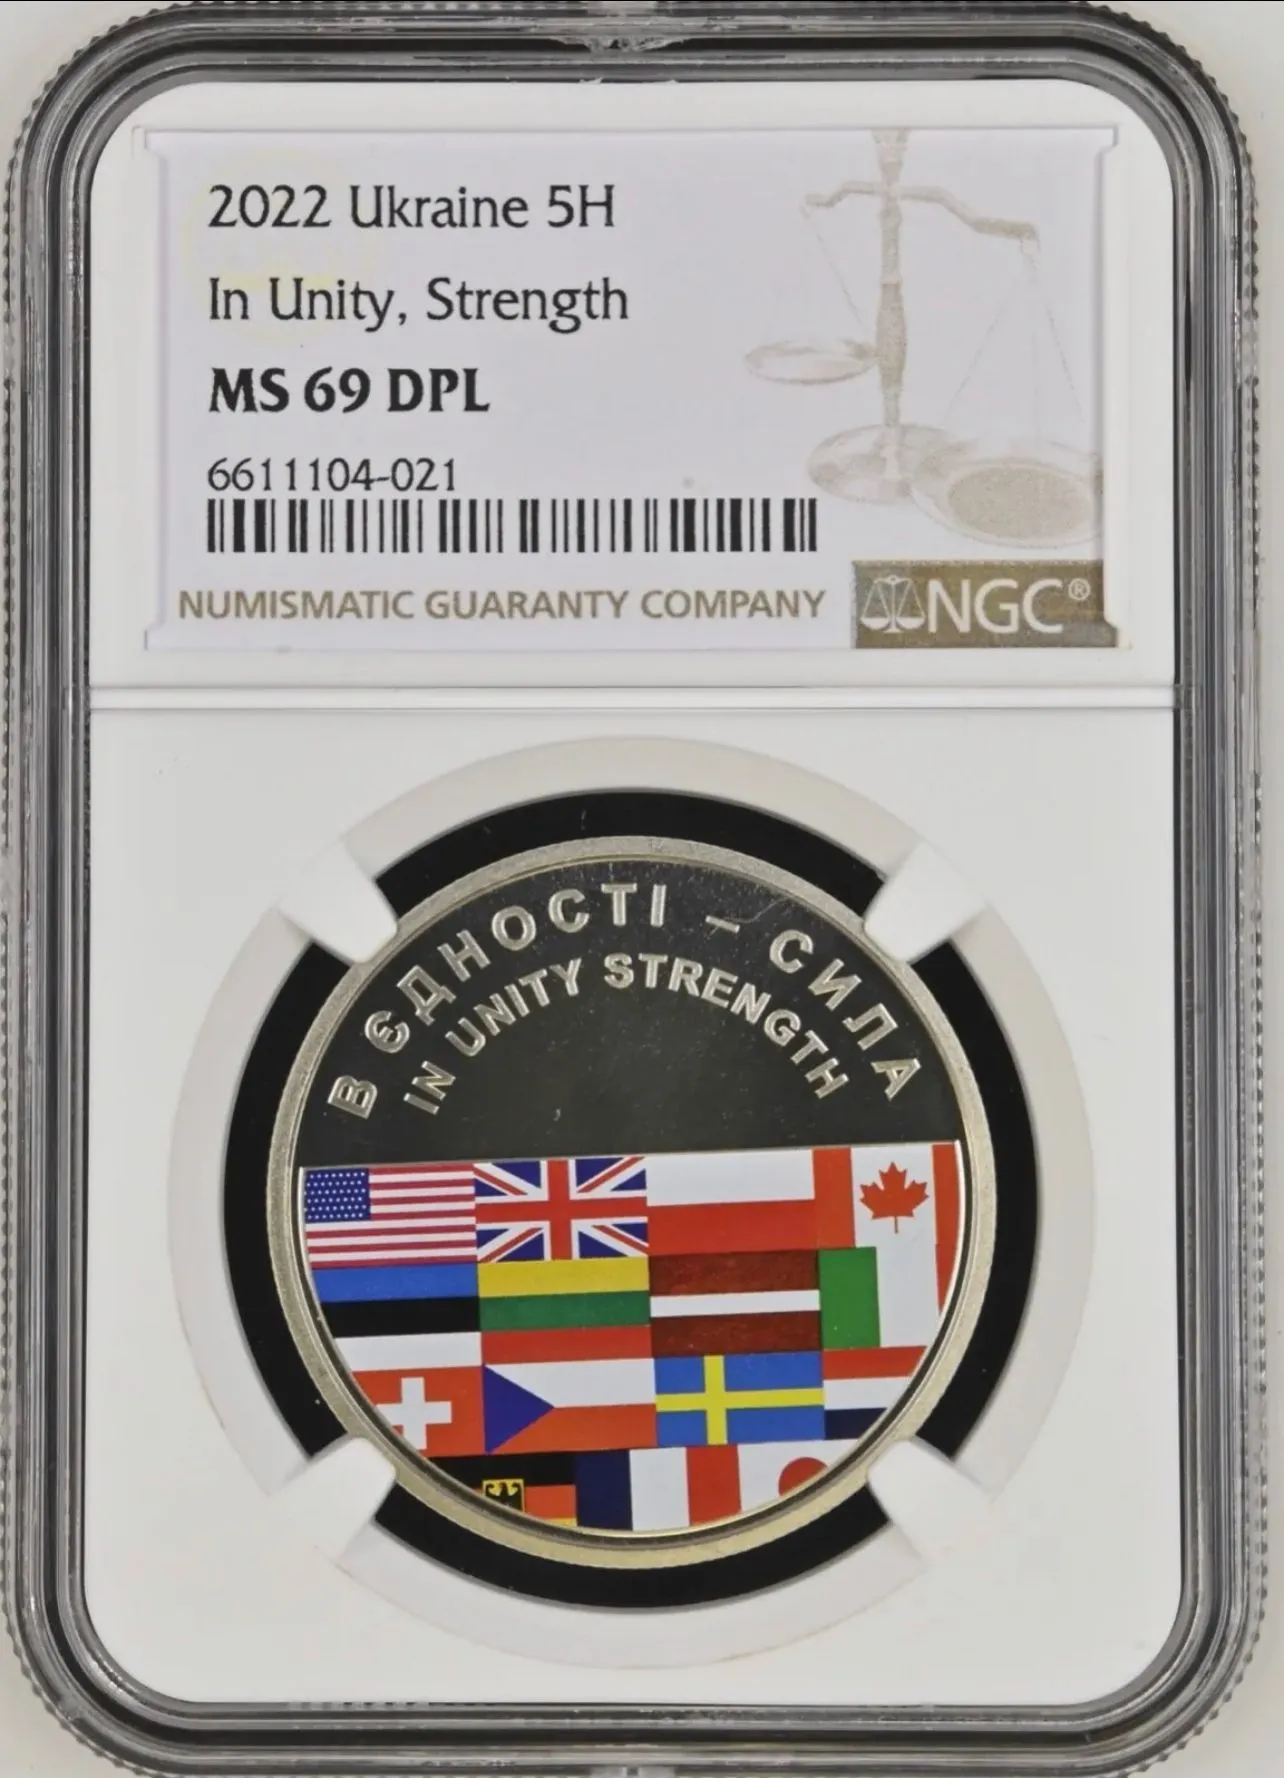 2022 Ukraine 5H
In Unity, Strength
MS 69 DPL
6611104-021
NUMISMATIC GUARANTY COMPANY
NGC®
В ЄДНОСТІ – СИЛА
IN UNITY STRENGTH